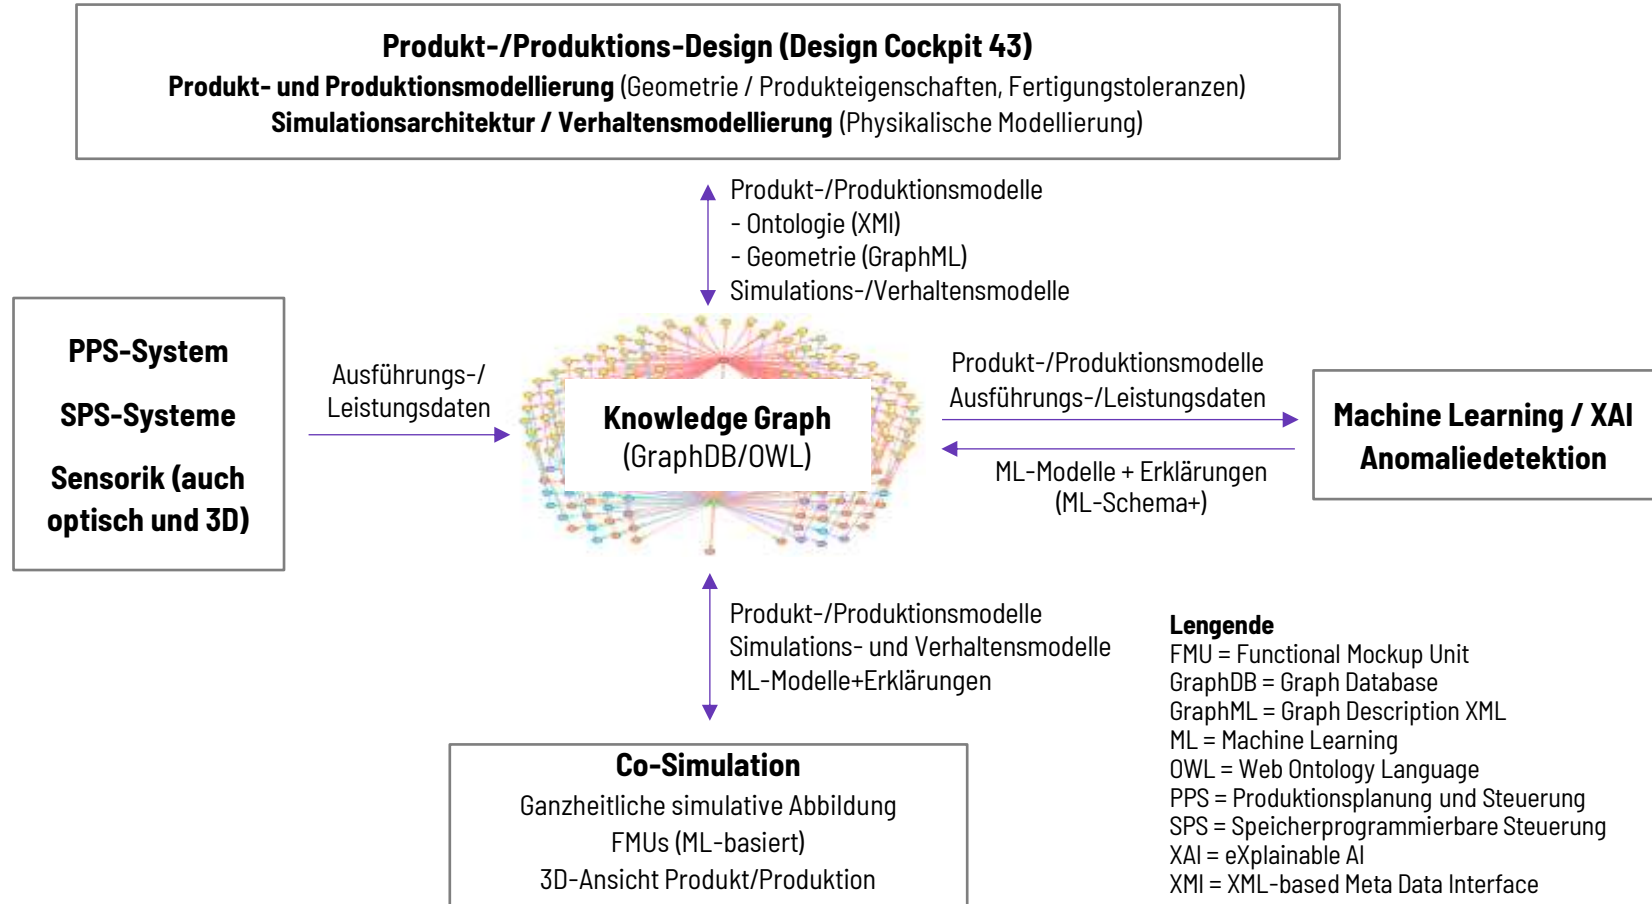 Produkt-/Produktions-Design (Design Cockpit 43)
Produkt- und Produktionsmodellierung (Geometrie / Produkteigenschaften, Fertigungstoleranzen)
Simulationsarchitektur / Verhaltensmodellierung (Physikalische Modellierung)
Produkt-/Produktionsmodelle
- Ontologie (XMI)
- Geometrie (GraphML)
Simulations-/Verhaltensmodelle
PPS-System
SPS-Systeme
Sensorik (auch
optisch und 3D)
Ausführungs-/
Leistungsdaten
Knowledge Graph
(GraphDB/OWL)
Produkt-/Produktionsmodelle
Ausführungs-/Leistungsdaten
ML-Modelle + Erklärungen
(ML-Schema+)
Machine Learning / XAI
Anomaliedetektion
Produkt-/Produktionsmodelle
Simulations- und Verhaltensmodelle
ML-Modelle+Erklärungen
Co-Simulation
Ganzheitliche simulative Abbildung
FMUs (ML-basiert)
3D-Ansicht Produkt/Produktion
Lengende
FMU = Functional Mockup Unit
GraphDB = Graph Database
GraphML = Graph Description XML
ML = Machine Learning
OWL = Web Ontology Language
PPS = Produktionsplanung und Steuerung
SPS = Speicherprogrammierbare Steuerung
XAI = eXplainable AI
XMI = XML-based Meta Data Interface